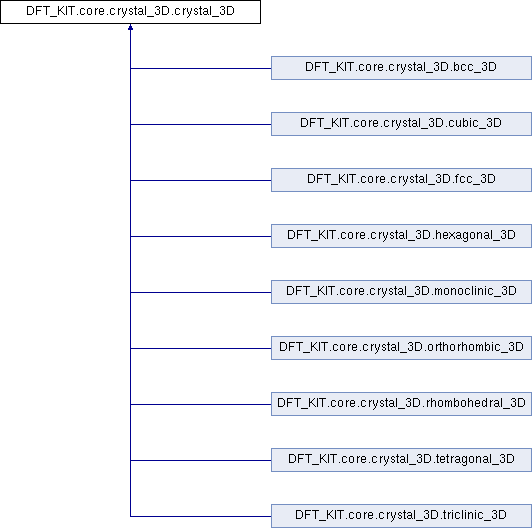 DFT_KIT.core.crystal_3D.crystal_3D
DFT_KIT.core.crystal_3D.bcc_3D
DFT_KIT.core.crystal_3D.cubic_3D
DFT_KIT.core.crystal_3D.fcc_3D
DFT_KIT.core.crystal_3D.hexagonal_3D
DFT_KIT.core.crystal_3D.monoclinic_3D
DFT_KIT.core.crystal_3D.orthorhombic_3D
DFT_KIT.core.crystal_3D.rhombohedral_3D
DFT_KIT.core.crystal_3D.tetragonal_3D
DFT_KIT.core.crystal_3D.triclinic_3D